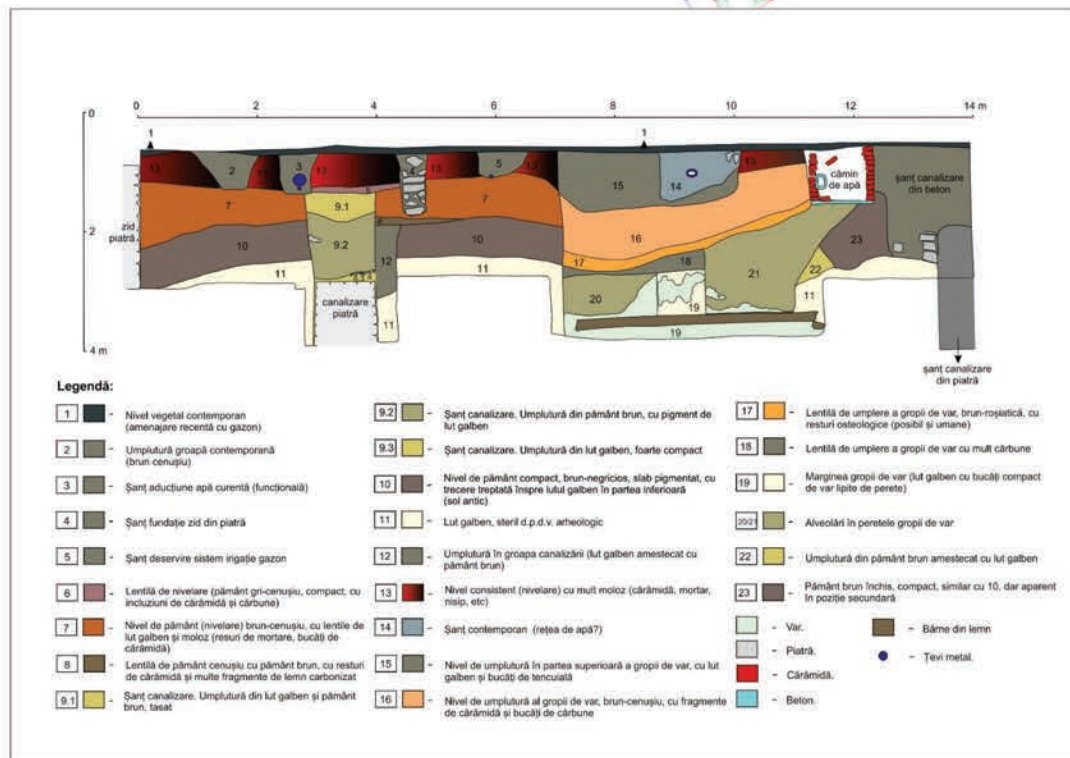 0 2 4 6 8 10 12 14 m
0
2
4 m
1 1
13 2 13 3 13 6 4 13 5 13 15 14 13
cămin
de apă
șanț canalizare
din beton
7 9.1 8 7 16 23
zid
piatră
10 9.2 12 10 17 18 21 22
11 9.3 11 20 19 11
canalizare
piatră
11 19
șanț canalizare
din piatră
Legendă:
1 - Nivel vegetal contemporan
(amenajare recentă cu gazon)
2 - Umplutură groapă contemporană
(brun cenușiu)
3 - Șanț aducțiune apă curentă (funcțională)
4 - Șanț fundație zid din piatră
5 - Șant deservire sistem irigație gazon
6 - Lentilă de nivelare (pământ gri-cenușiu, compact, cu
incluziuni de cărămidă și cărbune)
7 - Nivel de pământ (nivelare) brun-cenușiu, cu lentile de
lut galben și moloz (resuri de mortare, bucăți de
cărămidă)
8 - Lentilă de pământ cenușiu cu pământ brun, cu resturi
de cărămidă și multe fragmente de lemn carbonizat
9.1 - Șanț canalizare. Umplutură din lut galben și pământ
brun, tasat
9.2 - Șanț canalizare. Umplutură din pământ brun, cu pigment de
lut galben
9.3 - Șanț canalizare. Umplutură din lut galben, foarte compact
10 - Nivel de pământ compact, brun-negricios, slab pigmentat, cu
trecere treptată înspre lutul galben în partea inferioară
(sol antic)
11 - Lut galben, steril d.p.d.v. arheologic
12 - Umplutură în groapa canalizării (lut galben amestecat cu
pământ brun)
13 - Nivel consistent (nivelare) cu mult moloz (cărămidă, mortar,
nisip, etc)
14 - Șanț contemporan (rețea de apă?)
15 - Nivel de umplutură în partea superioară a gropii de var, cu lut
galben și bucăți de tencuială
16 - Nivel de umplutură al gropii de var, brun-cenușiu, cu fragmente
de cărămidă și bucăți de cărbune
17 - Lentilă de umplere a gropii de var, brun-roșiatică, cu
resturi osteologice (posibil și umane)
18 - Lentilă de umplere a gropii de var cu mult cărbune
19 - Marginea gropii de var (lut galben cu bucăți compact
de var lipite de perete)
20/21 - Alveolări în peretele gropii de var
22 - Umplutură din pământ brun amestecat cu lut galben
23 - Pământ brun închis, compact, similar cu 10, dar aparent
în poziție secundară
- Var.
- Piatră.
- Cărămidă.
- Beton.
- Bârne din lemn
- Țevi metal.